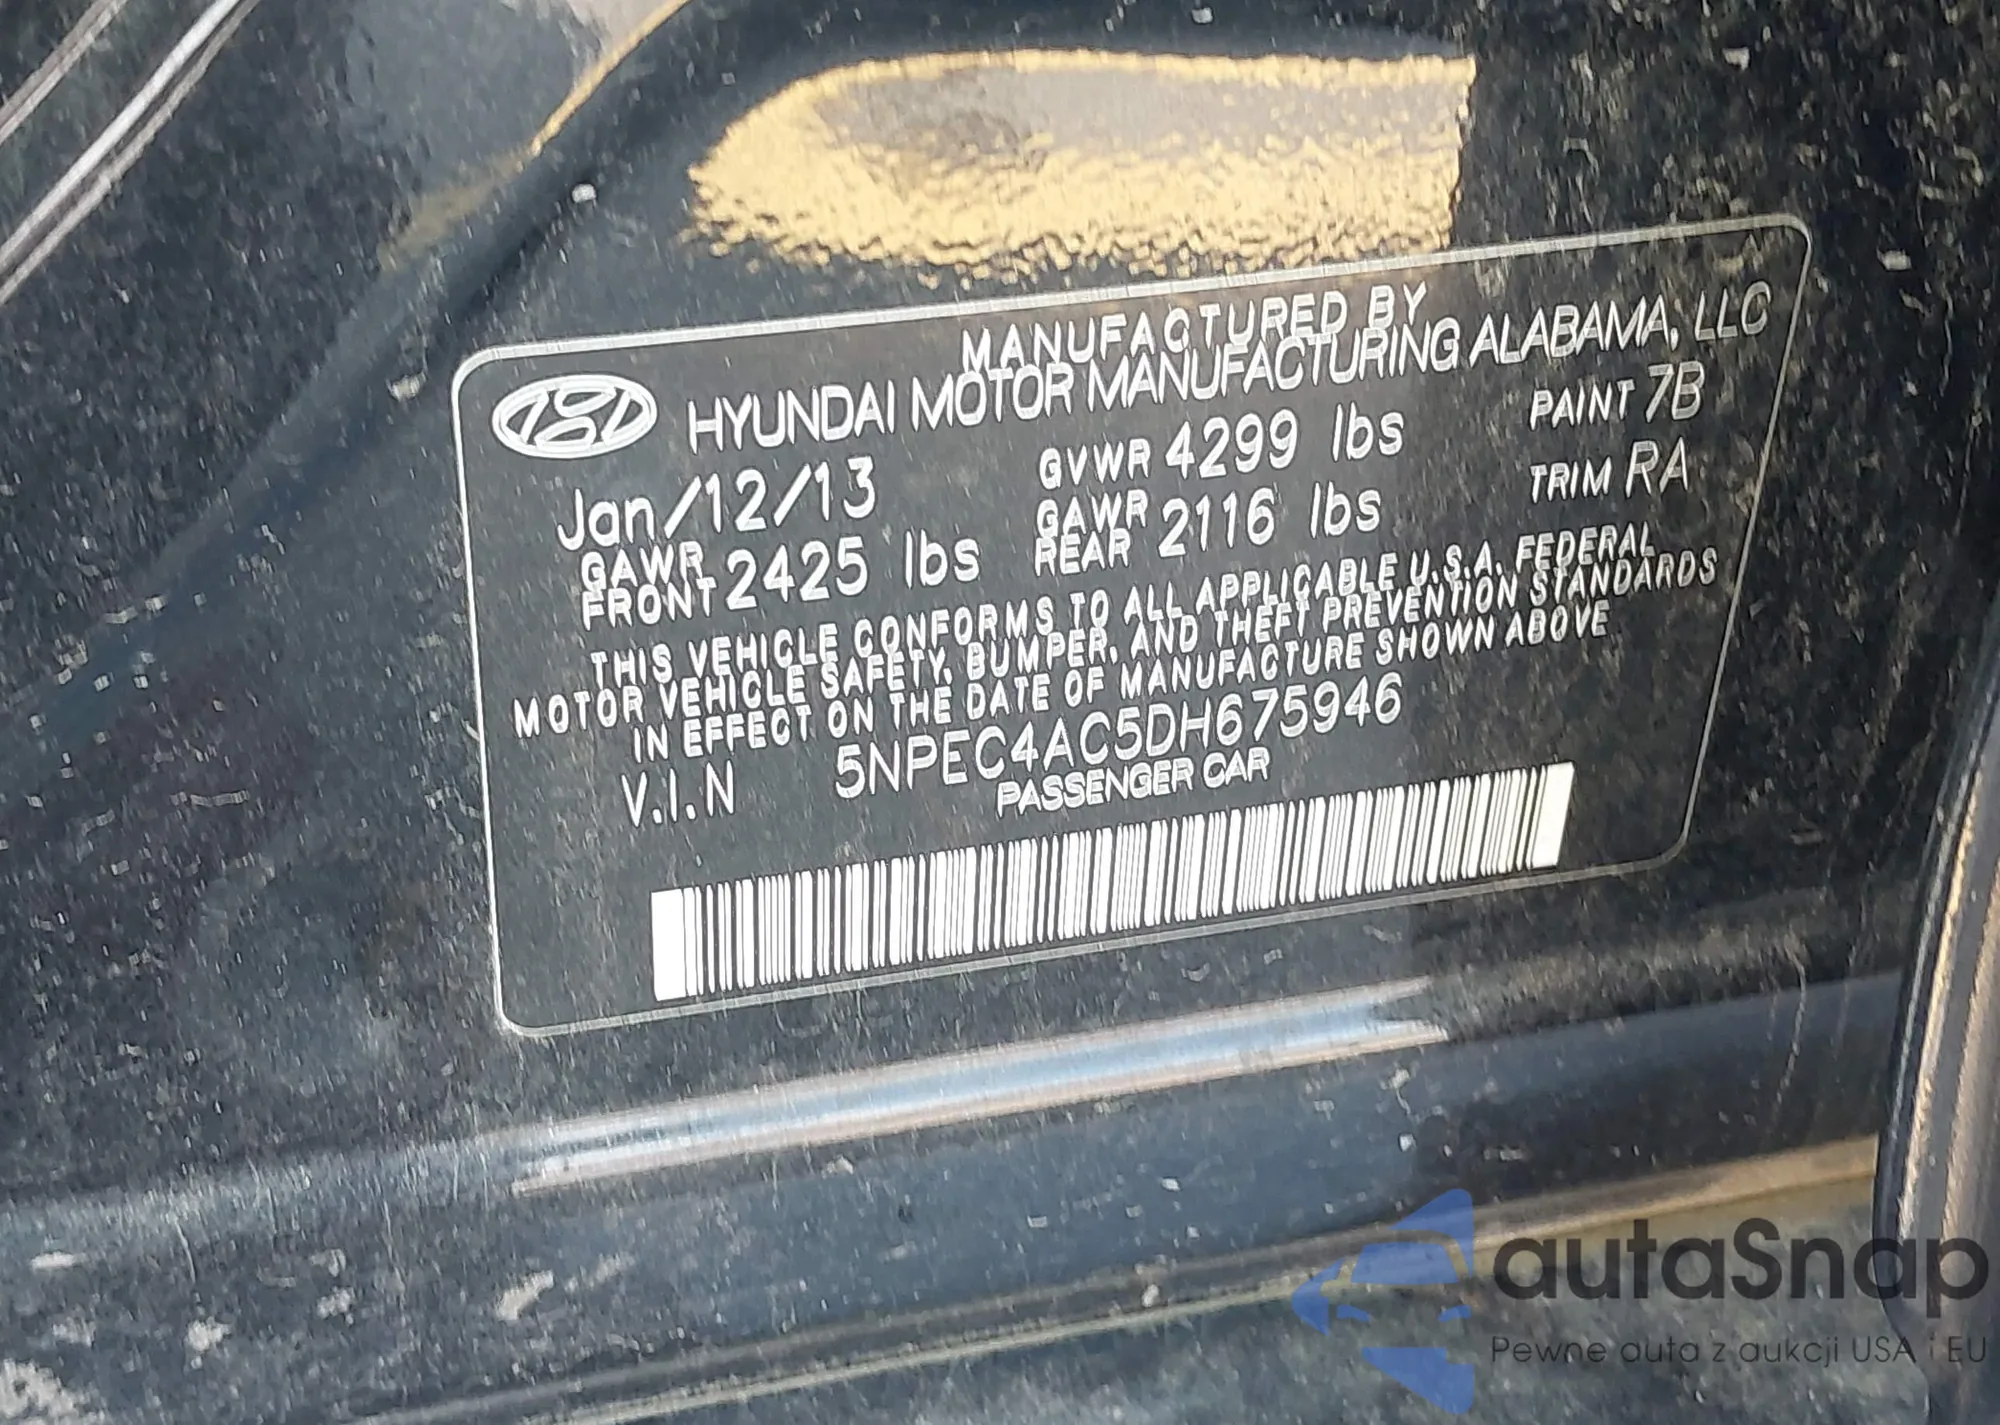 MANUFACTURED BY
HYUNDAI MOTOR MANUFACTURING ALABAMA, LLC
Jan/12/13 GVWR 4299 lbs PAINT 7B
GAWR FRONT 2425 lbs GAWR REAR 2116 lbs TRIM RA
THIS VEHICLE CONFORMS TO ALL APPLICABLE U.S.A. FEDERAL
MOTOR VEHICLE SAFETY, BUMPER, AND THEFT PREVENTION STANDARDS
IN EFFECT ON THE DATE OF MANUFACTURE SHOWN ABOVE
V.I.N 5NPEC4AC5DH675946
PASSENGER CAR
autaSnap
Pewne auta z aukcji USA i EU